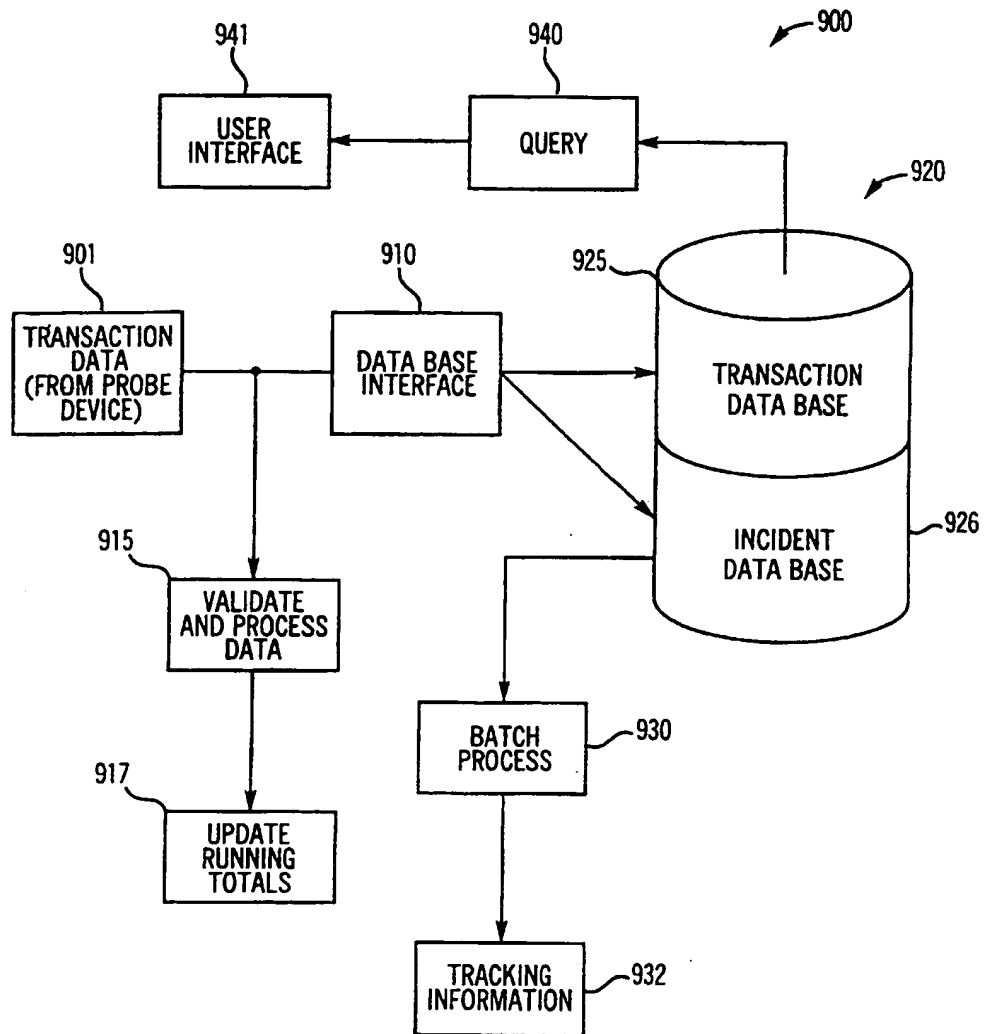 900
941
940
USER
INTERFACE
QUERY
920
901
910
925
TRANSACTION
DATA
(FROM PROBE
DEVICE)
DATA BASE
INTERFACE
TRANSACTION
DATA BASE
915
926
INCIDENT
DATA BASE
VALIDATE
AND PROCESS
DATA
BATCH
PROCESS
930
917
UPDATE
RUNNING
TOTALS
TRACKING
INFORMATION
932